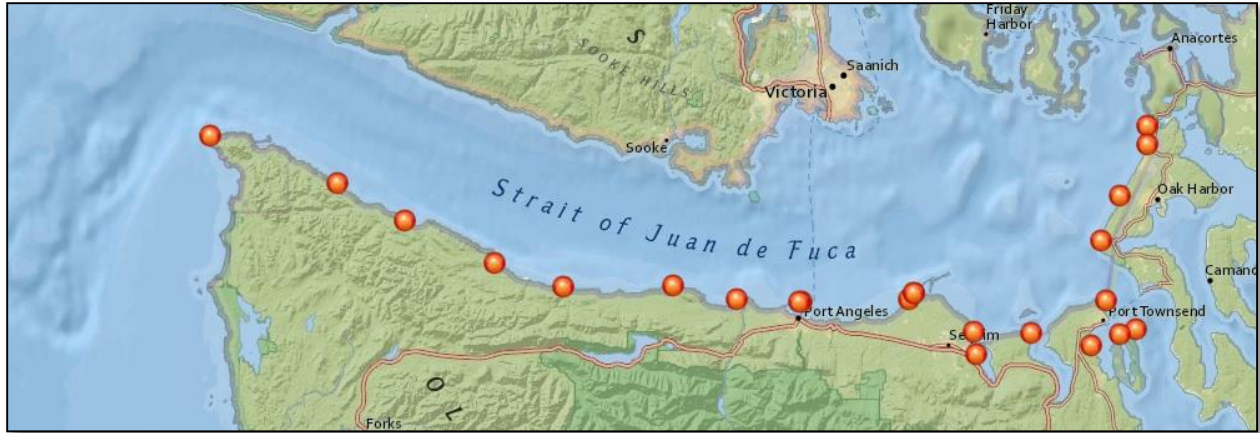 Friday
Harbor
Anacortes
S
SOOKE HILLS
Saanich
Victoria
Sooke
Strait of Juan de Fuca
Oak Harbor
Camano
Port Angeles
Port Townsend
O L
Forks